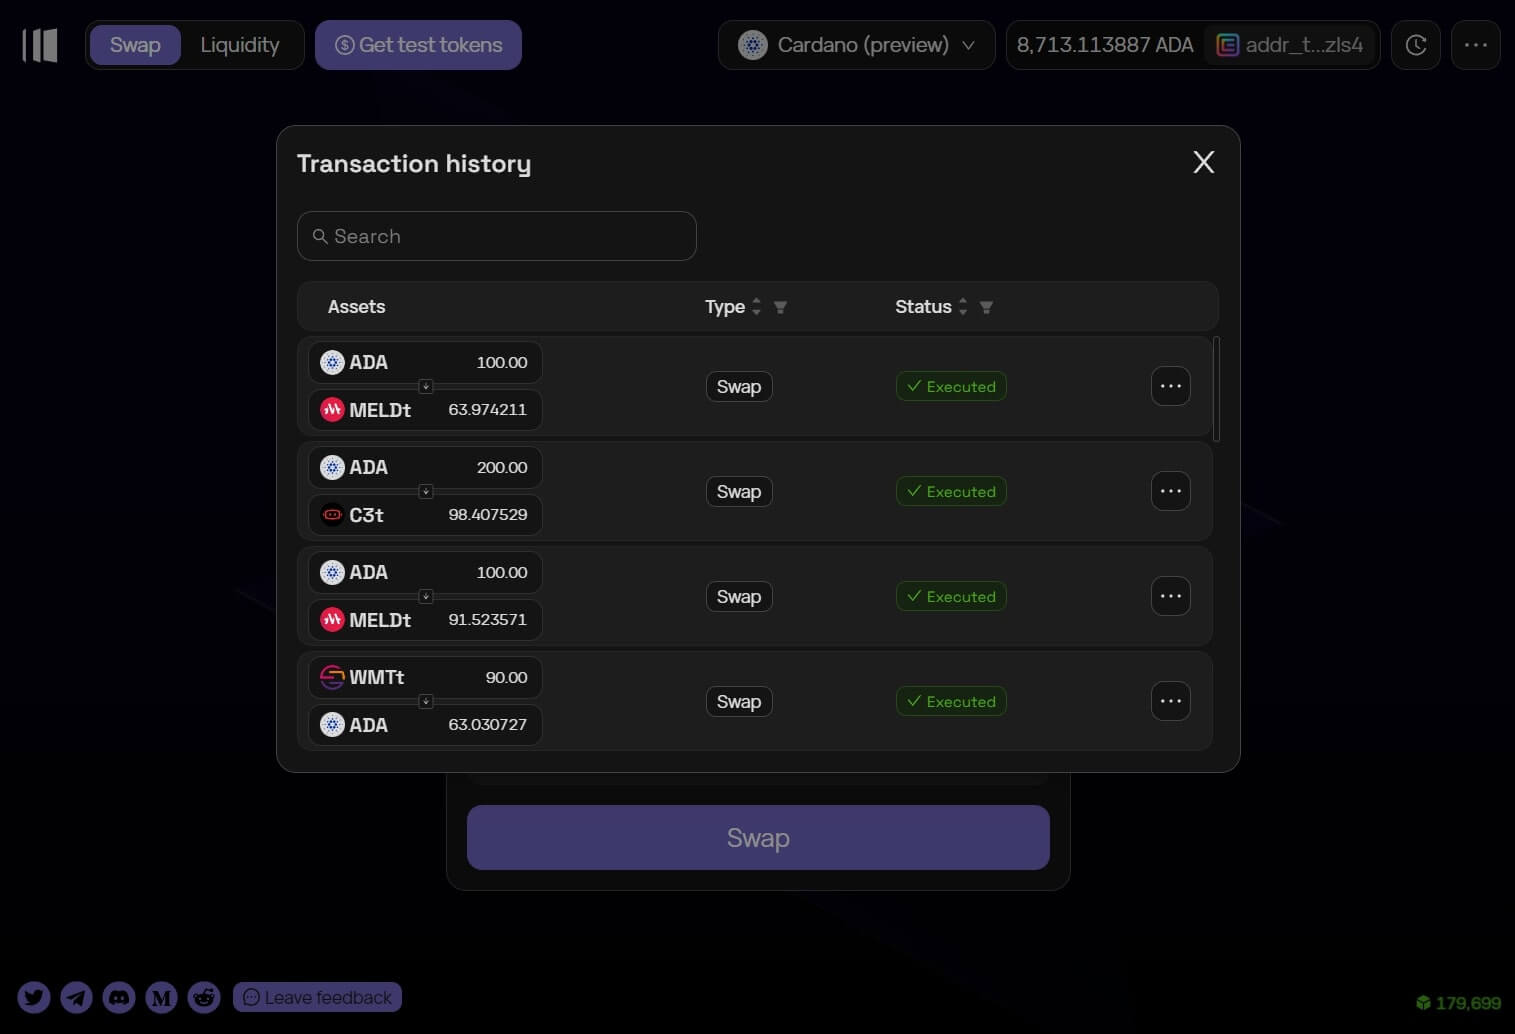 Swap Liquidity Get test tokens Cardano (preview) 8,713.113887 ADA addr_t...zls4
Transaction history
Search
Assets Type Status
ADA 100.00
MELDt 63.974211
Swap Executed
ADA 200.00
C3t 98.407529
Swap Executed
ADA 100.00
MELDt 91.523571
Swap Executed
WMTt 90.00
ADA 63.030727
Swap Executed
Swap
Leave feedback
179,699